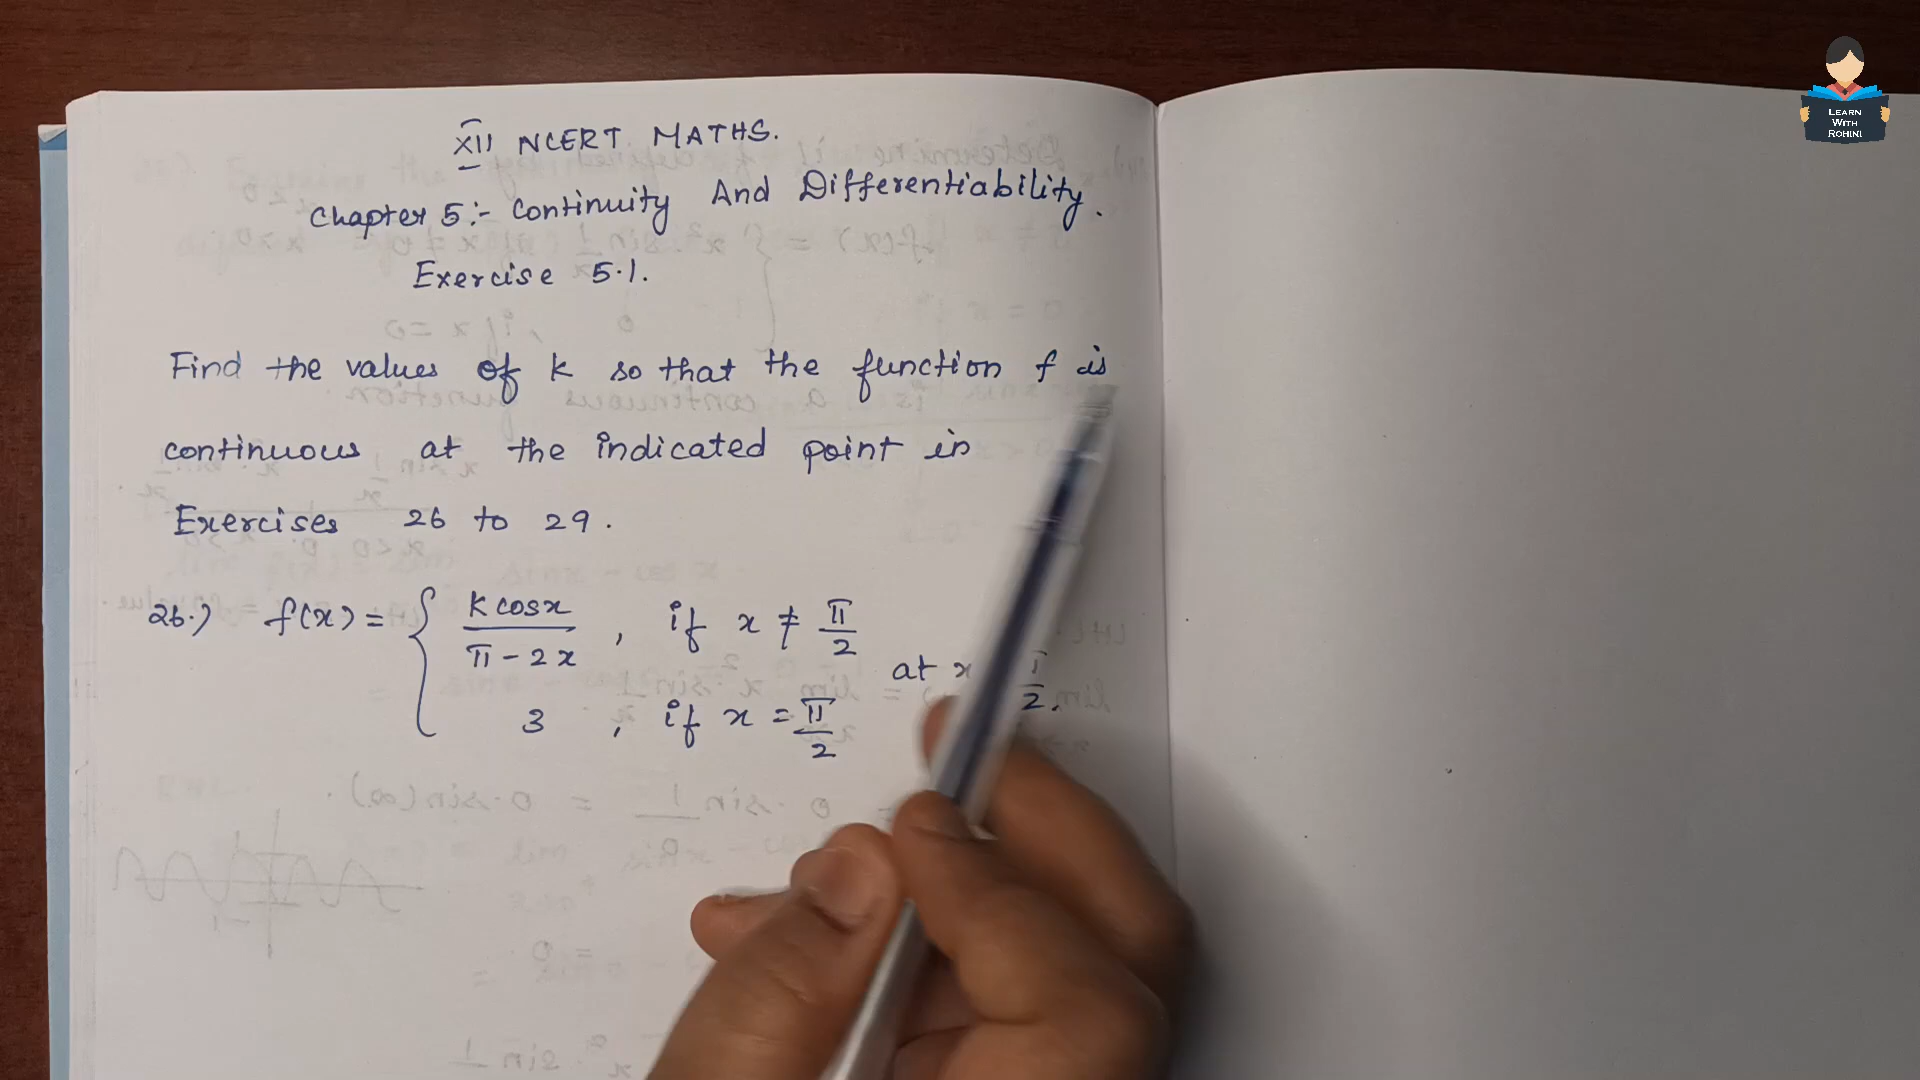 XII NCERT MATHS.
Chapter 5:- Continuity And Differentiability.
Exercise 5.1.
Find the values of k so that the function f is
continuous at the indicated point in
Exercises 26 to 29.
26.) f(x) = { k cosx / π - 2x , if x ≠ π/2
3 , if x = π/2
at x π/2.
LEARN
WITH
ROHINI